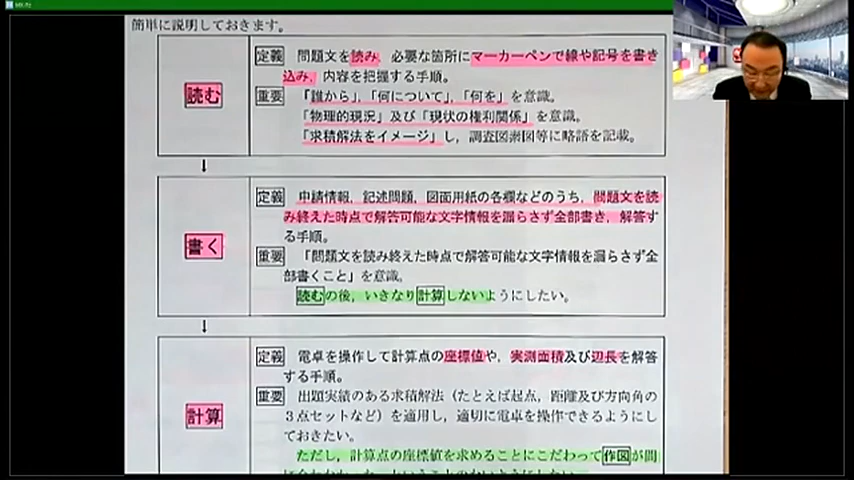 簡単に説明しておきます。
読む
定義 問題文を読み、必要な箇所にマーカーペンで線や記号を書き
込み、内容を把握する手順。
重要 「誰から」,「何について」,「何を」を意識。
「物理的現況」及び「現状の権利関係」を意識。
「求積解法をイメージ」し、調査図素図等に略語を記載。
↓
書く
定義 申請情報、記述問題、図面用紙の各欄などのうち、問題文を読
み終えた時点で解答可能な文字情報を漏らさず全部書き、解答す
る手順。
重要 「問題文を読み終えた時点で解答可能な文字情報を漏らさず全
部書くこと」を意識。
読むの後、いきなり計算しないようにしたい。
↓
計算
定義 電卓を操作して計算点の座標値や、実測面積及び辺長を解答
する手順。
重要 出題実績のある求積解法（たとえば起点、距離及び方向角の
３点セットなど）を適用し、適切に電卓を操作できるようにし
ておきたい。
ただし、計算点の座標値を求めることにこだわって作図が間